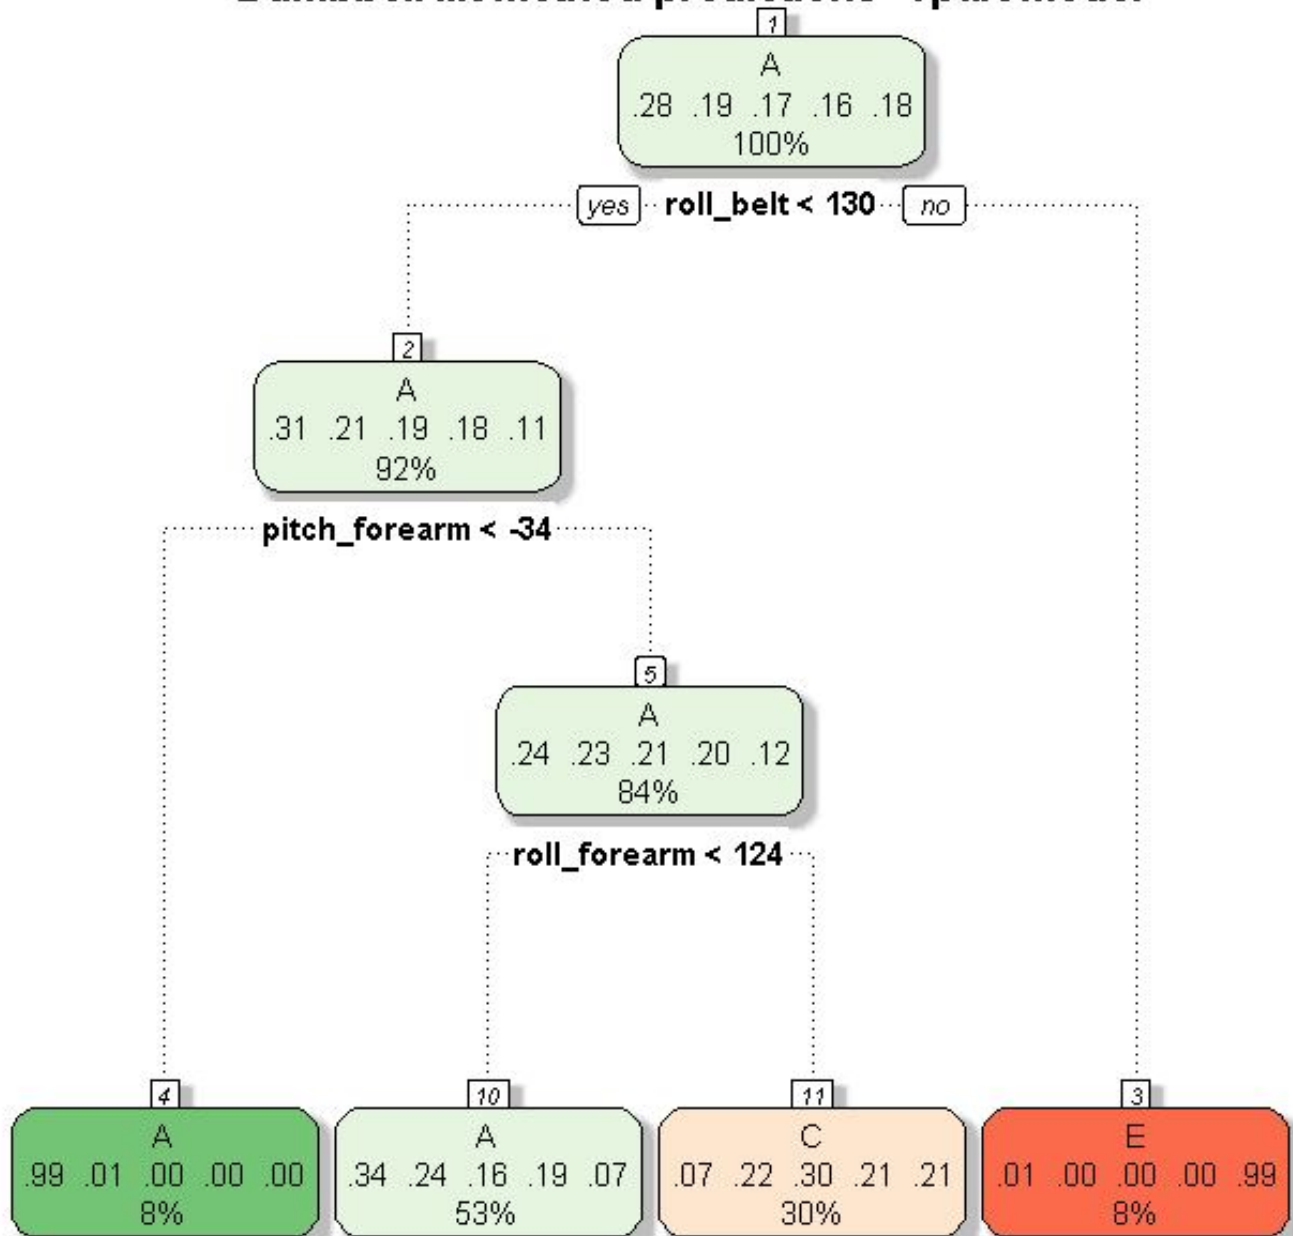 1
A
.28 .19 .17 .16 .18
100%
yes roll_belt < 130 no
2
A
.31 .21 .19 .18 .11
92%
pitch_forearm < -34
5
A
.24 .23 .21 .20 .12
84%
roll_forearm < 124
4
A
.99 .01 .00 .00 .00
8%
10
A
.34 .24 .16 .19 .07
53%
11
C
.07 .22 .30 .21 .21
30%
3
E
.01 .00 .00 .00 .99
8%